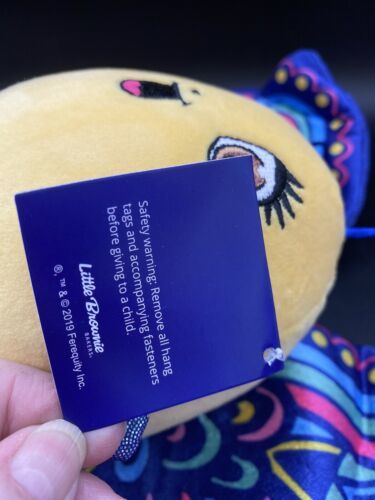 Safety warning: Remove all hang
tags and accompanying fasteners
before giving to a child.
Little Brownie
BAKERS.
®, ™ & © 2019 Ferequity Inc.